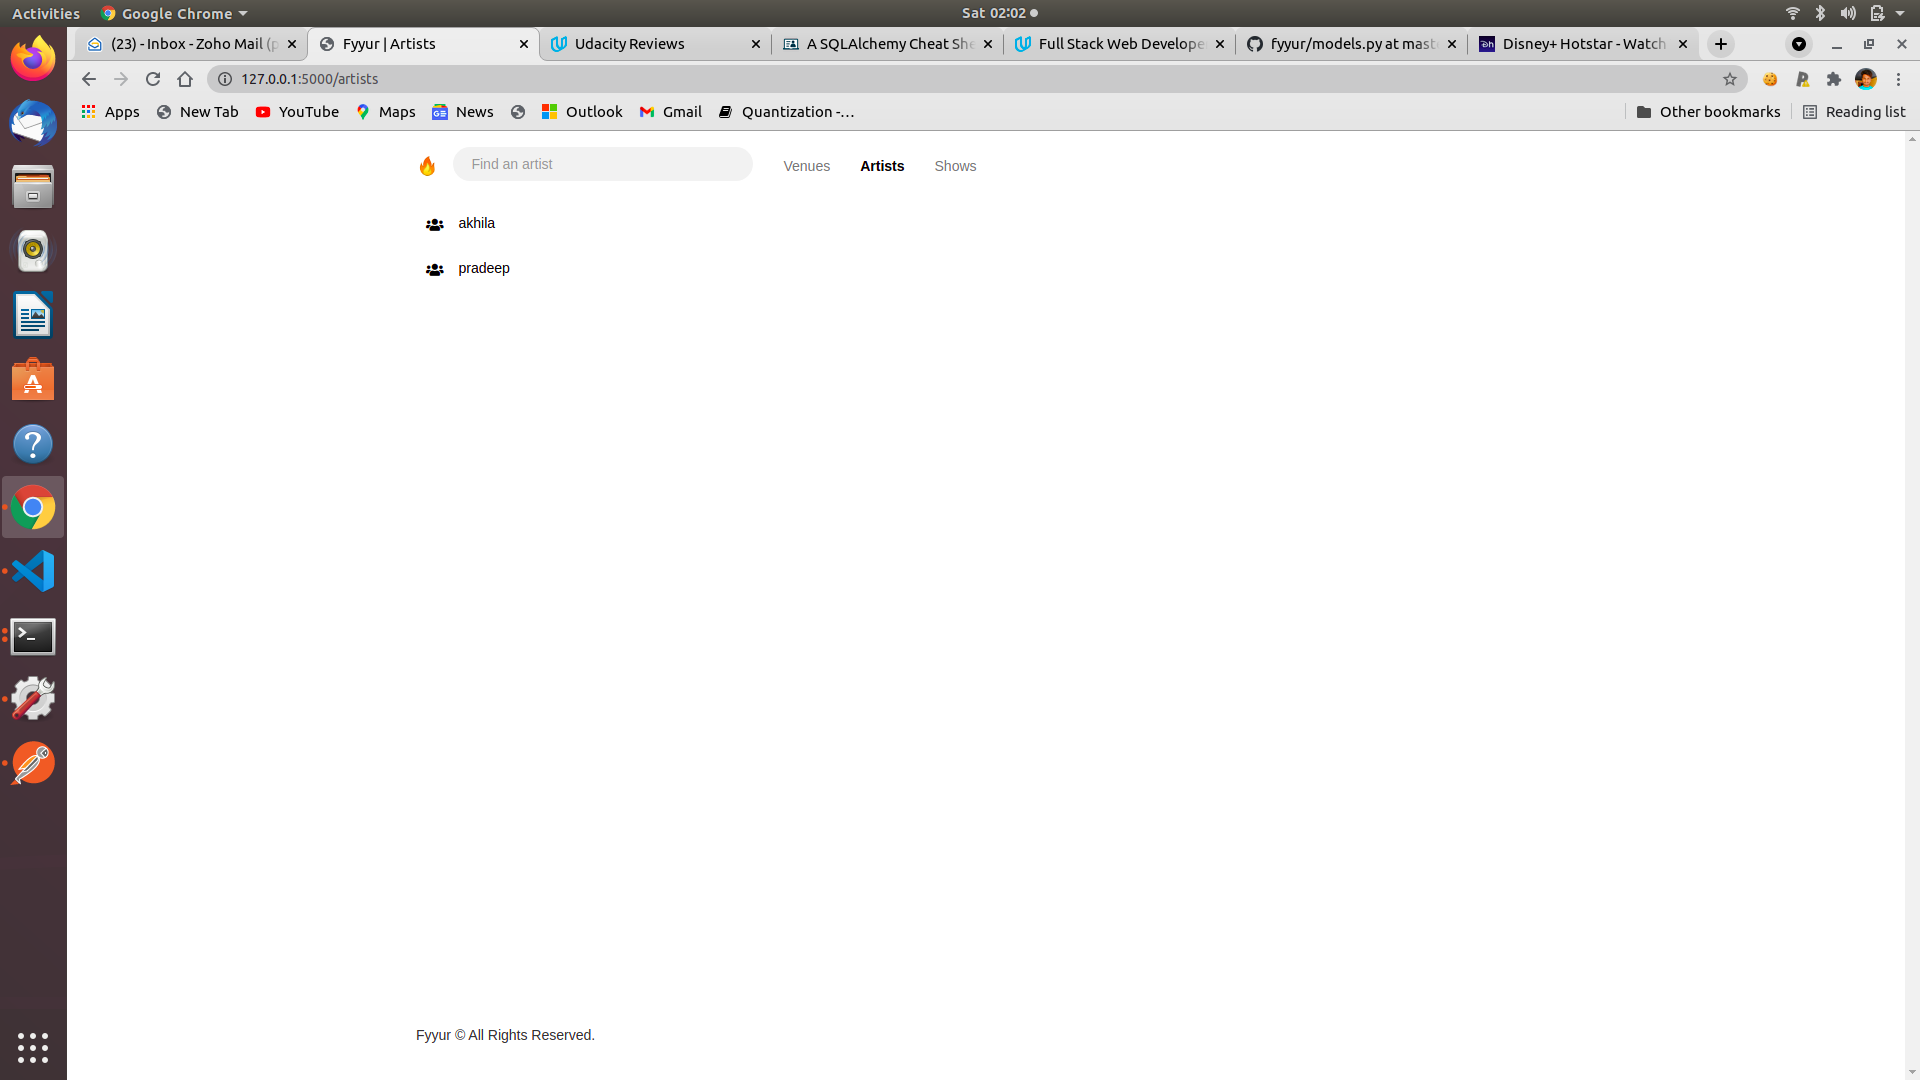 Activities Google Chrome Sat 02:02
(23) - Inbox - Zoho Mail (p Fyyur | Artists Udacity Reviews A SQLAlchemy Cheat She Full Stack Web Develope fyyur/models.py at mast Disney+ Hotstar - Watch
127.0.0.1:5000/artists
Apps New Tab YouTube Maps News Outlook Gmail Quantization -... Other bookmarks Reading list
Find an artist Venues Artists Shows
akhila
pradeep
Fyyur © All Rights Reserved.